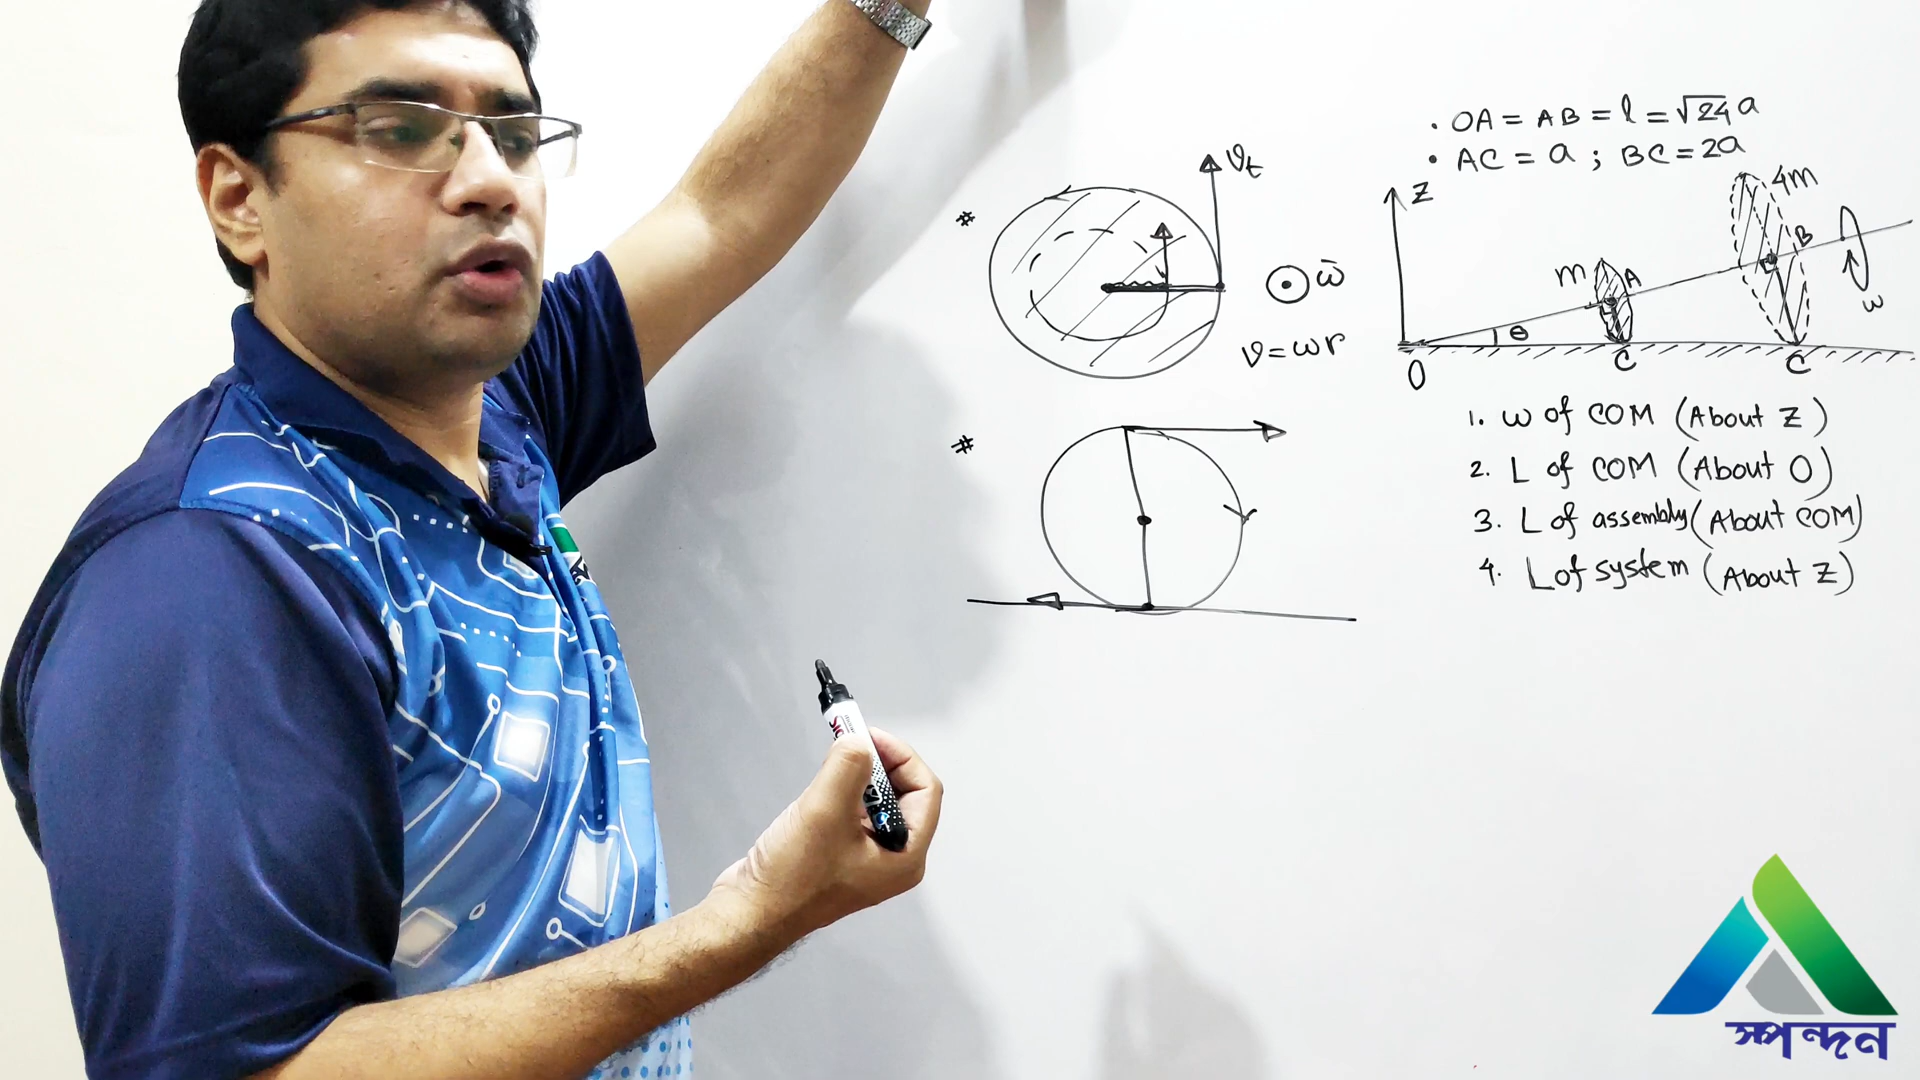 • OA = AB = l = √24 a
• AC = a ; BC = 2a
* v_t
ω̄
v = ωr
z
4m
B
m A
ω
θ
O C C
*
1. ω of COM (About z)
2. L of COM (About O)
3. L of assembly (About COM)
4. L of system (About z)
স্পন্দন